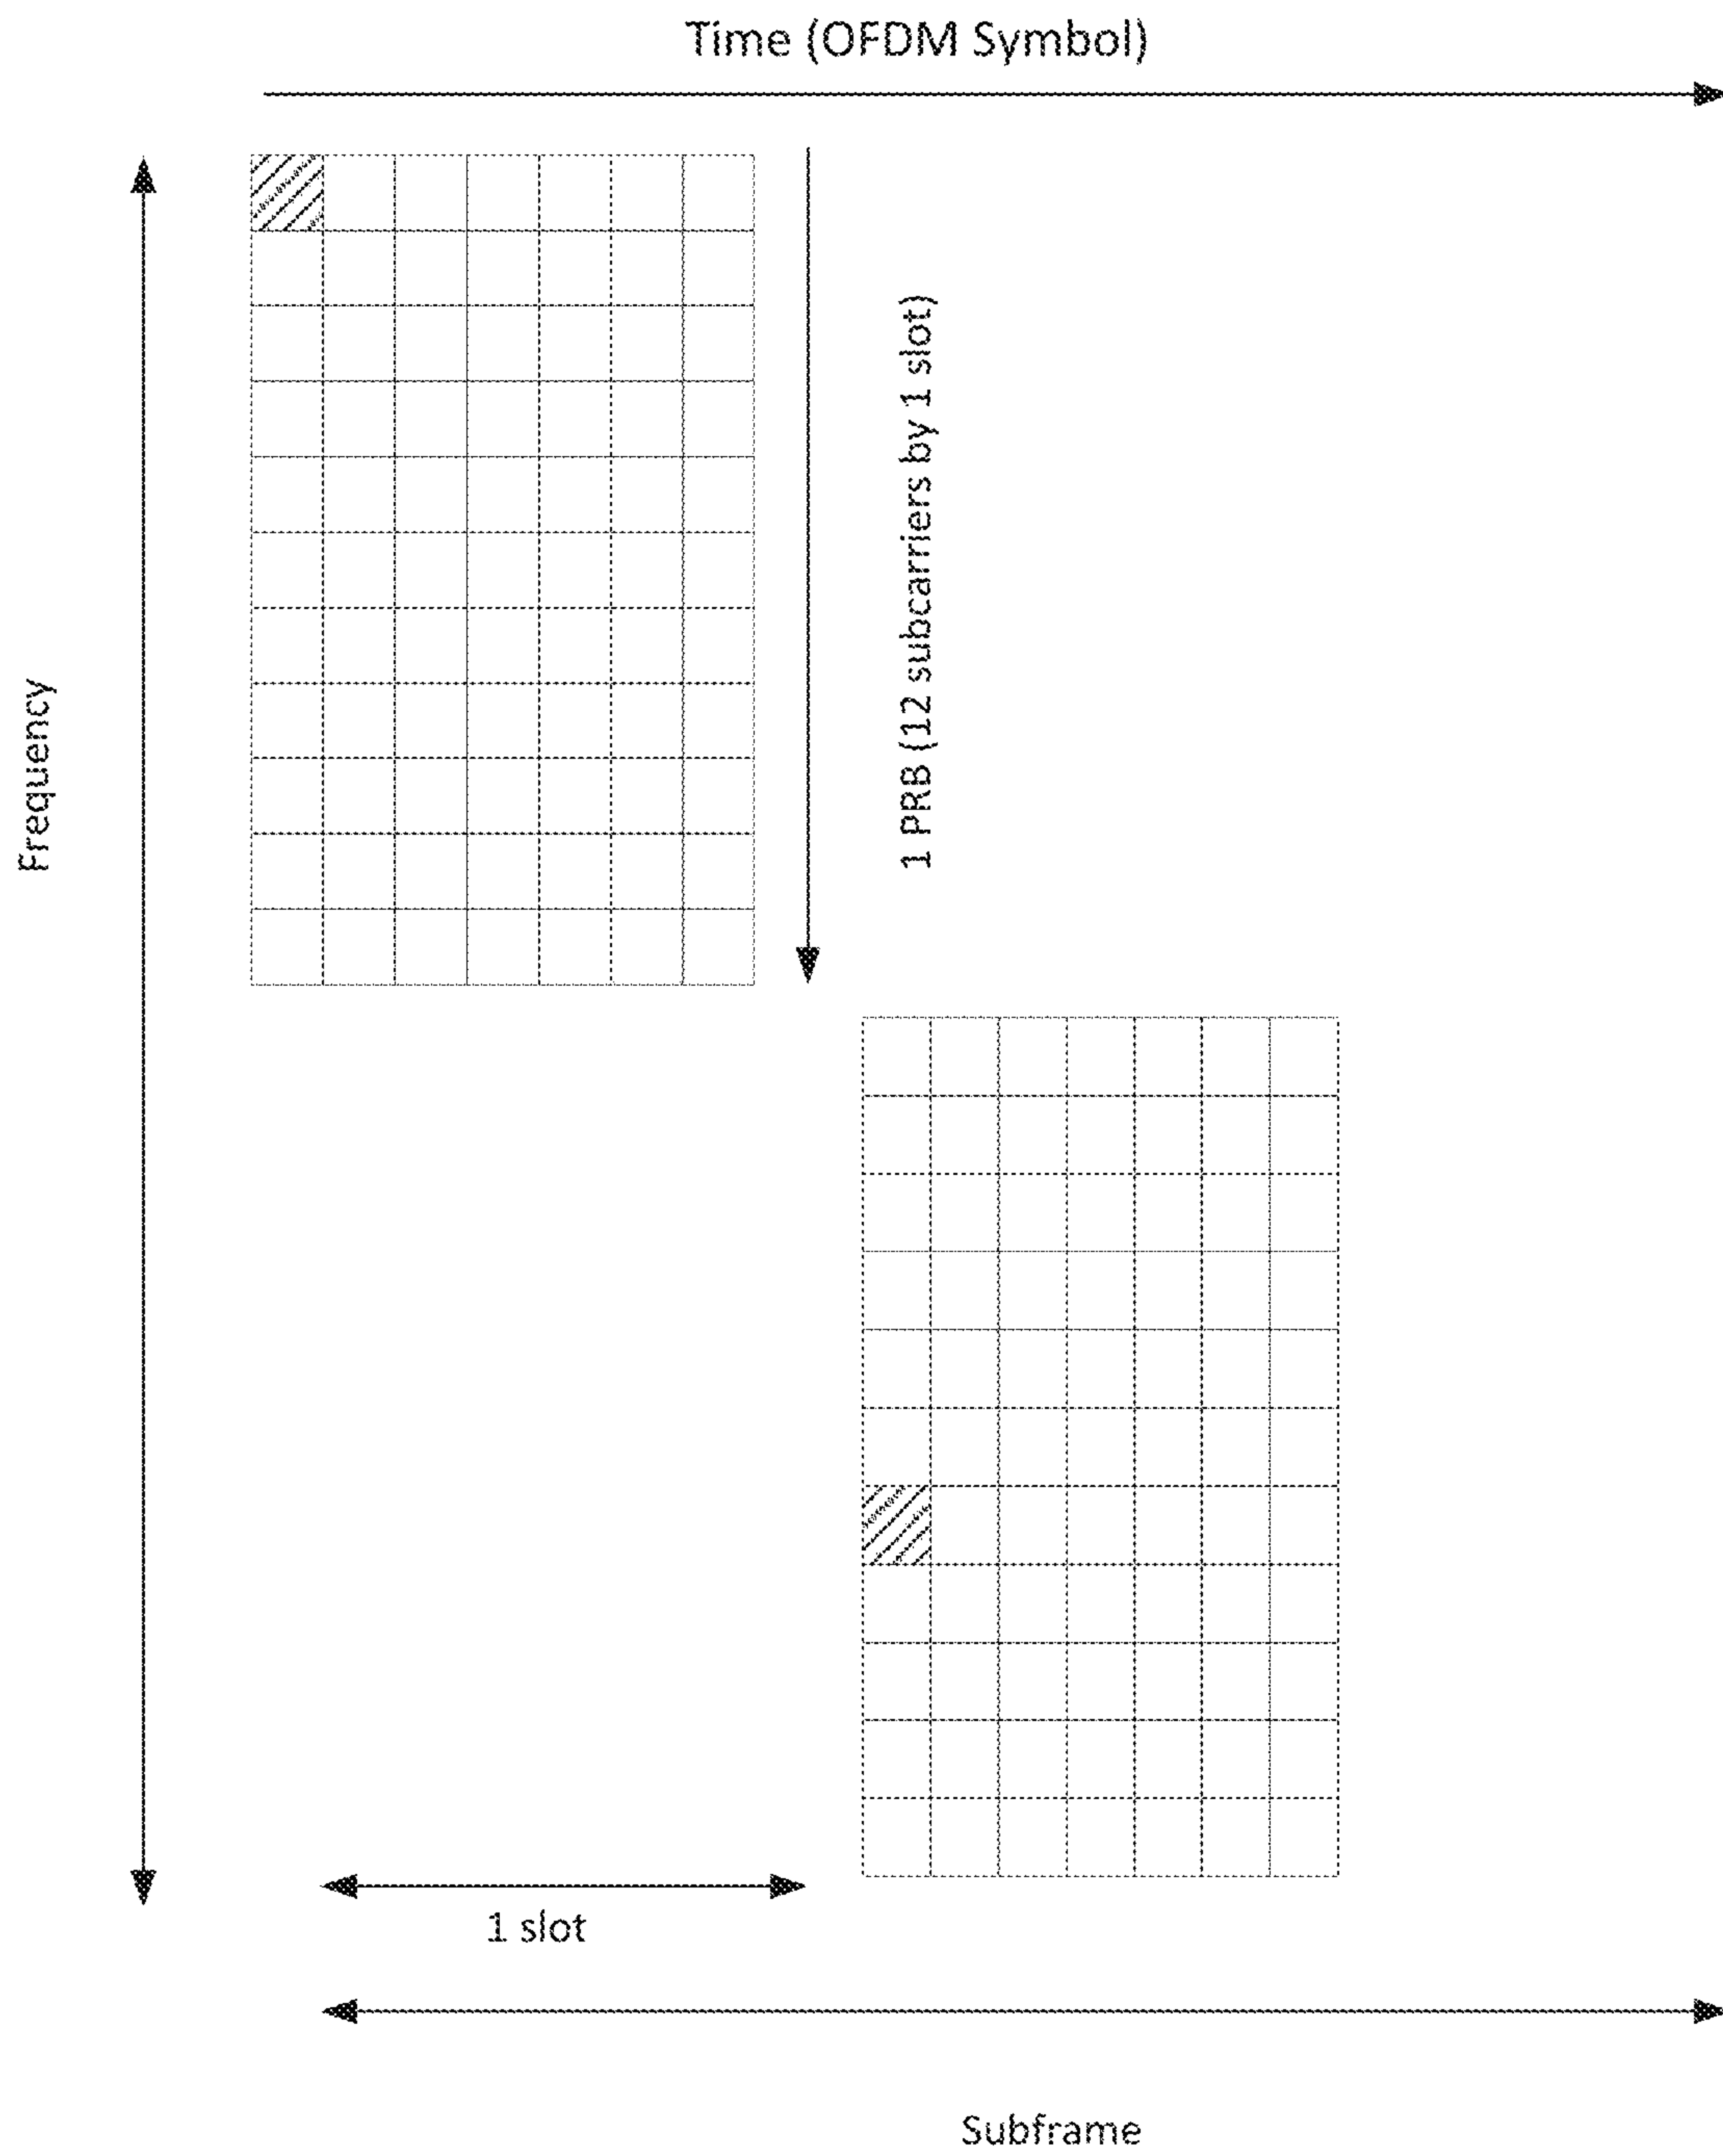 Time (OFDM Symbol)
Frequency
1 PRB (12 subcarriers by 1 slot)
1 slot
Subframe